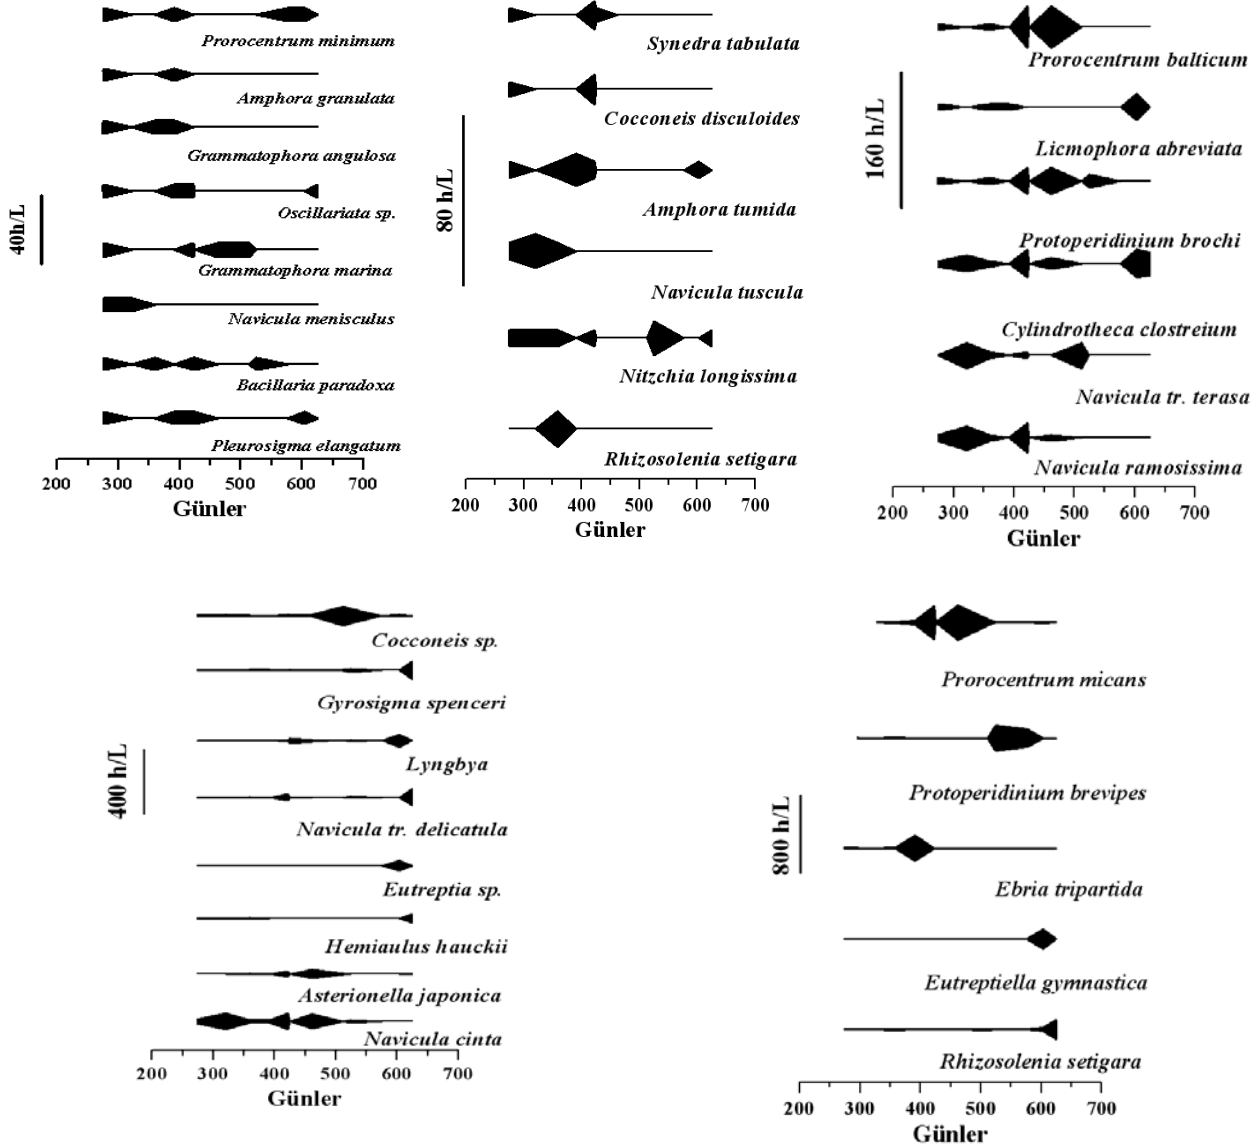 Prorocentrum minimum
Amphora granulata
Grammatophora angulosa
Oscillariata sp.
Grammatophora marina
Navicula menisculus
Bacillaria paradoxa
Pleurosigma elangatum
40h/L
200 300 400 500 600 700
Günler
Synedra tabulata
Cocconeis disculoides
Amphora tumida
Navicula tuscula
Nitzchia longissima
Rhizosolenia setigara
80 h/L
200 300 400 500 600 700
Günler
Prorocentrum balticum
Licmophora abreviata
Protoperidinium brochi
Cylindrotheca clostreium
Navicula tr. terasa
Navicula ramosissima
160 h/L
200 300 400 500 600 700
Günler
Cocconeis sp.
Gyrosigma spenceri
Lyngbya
Navicula tr. delicatula
Eutreptia sp.
Hemiaulus hauckii
Asterionella japonica
Navicula cinta
400 h/L
200 300 400 500 600 700
Günler
Prorocentrum micans
Protoperidinium brevipes
Ebria tripartida
Eutreptiella gymnastica
Rhizosolenia setigara
800 h/L
200 300 400 500 600 700
Günler